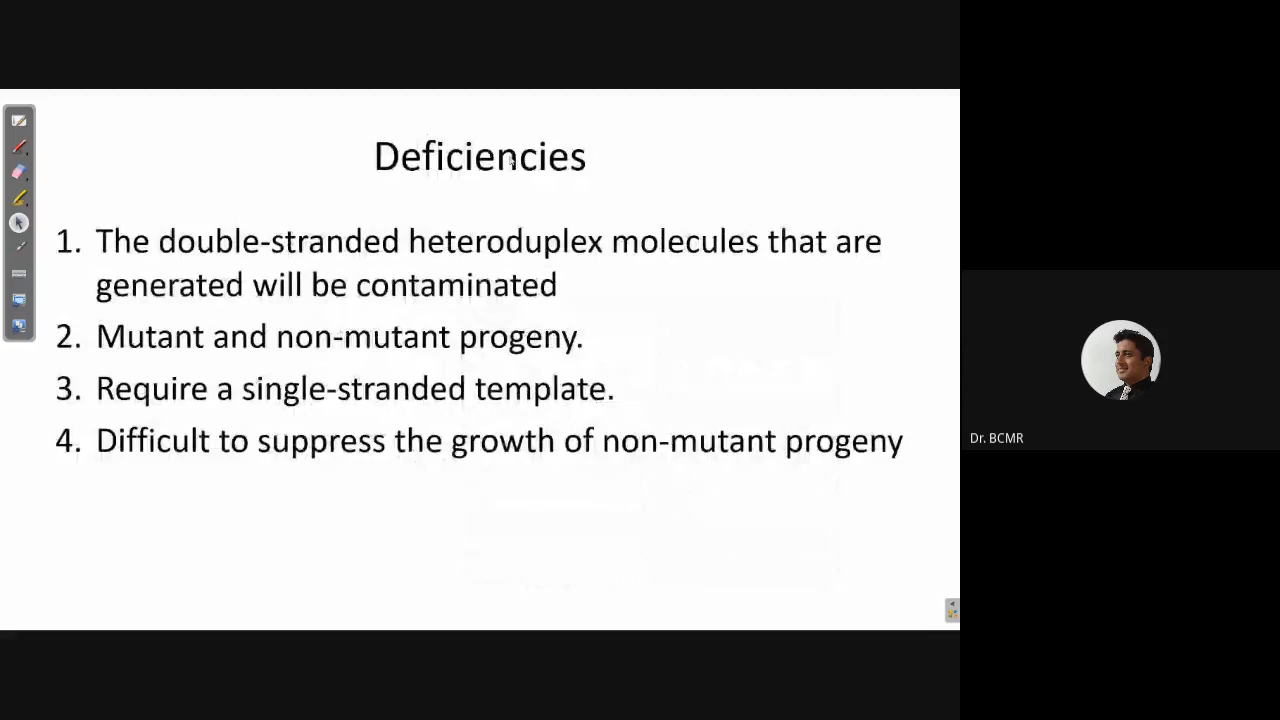 Deficiencies
1. The double-stranded heteroduplex molecules that are
generated will be contaminated
2. Mutant and non-mutant progeny.
3. Require a single-stranded template.
4. Difficult to suppress the growth of non-mutant progeny
Dr. BCMR